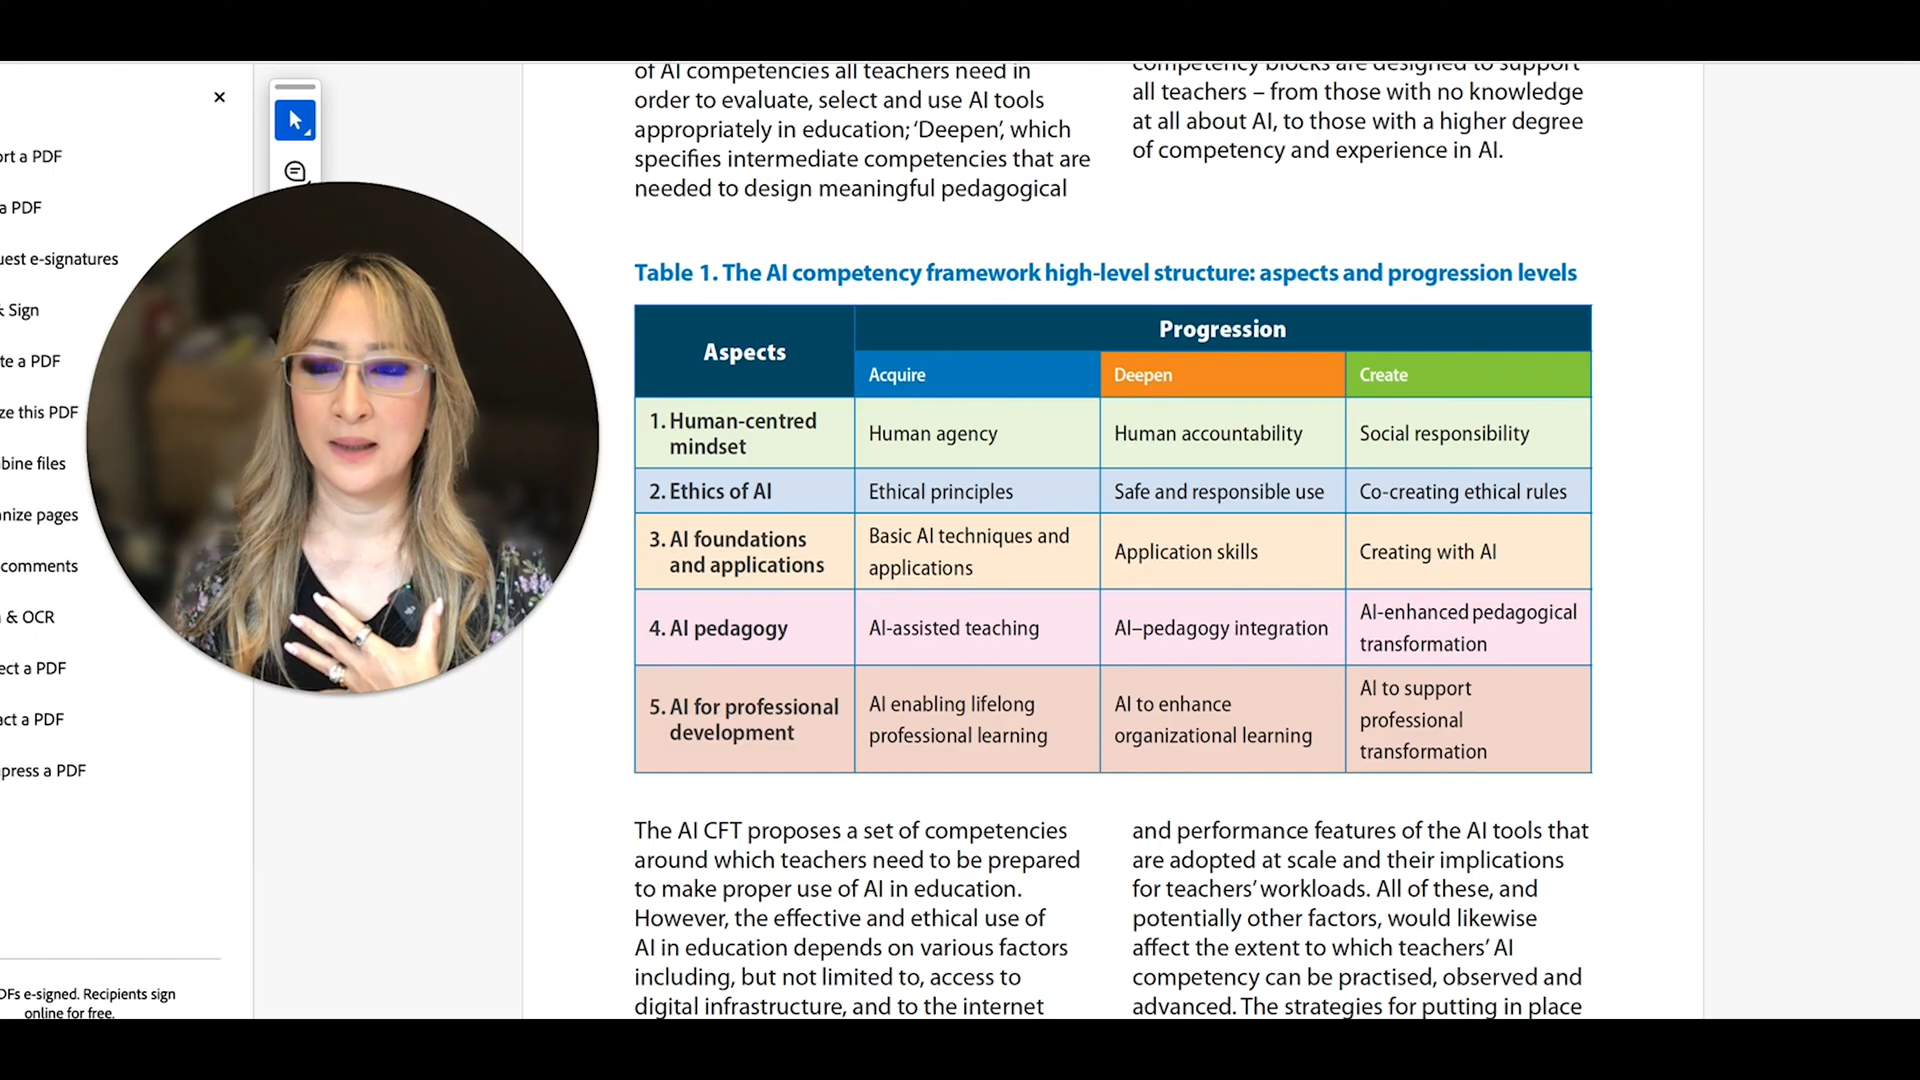 ort a PDF
a PDF
uest e-signatures
& Sign
te a PDF
ze this PDF
bine files
anize pages
comments
& OCR
ect a PDF
act a PDF
press a PDF
DFs e-signed. Recipients sign
online for free.
of AI competencies all teachers need in
order to evaluate, select and use AI tools
appropriately in education; ‘Deepen’, which
specifies intermediate competencies that are
needed to design meaningful pedagogical
competency blocks are designed to support
all teachers – from those with no knowledge
at all about AI, to those with a higher degree
of competency and experience in AI.
Table 1. The AI competency framework high-level structure: aspects and progression levels
Aspects
Progression
Acquire
Deepen
Create
1. Human-centred
mindset
Human agency
Human accountability
Social responsibility
2. Ethics of AI
Ethical principles
Safe and responsible use
Co-creating ethical rules
3. AI foundations
and applications
Basic AI techniques and
applications
Application skills
Creating with AI
4. AI pedagogy
AI-assisted teaching
AI–pedagogy integration
AI-enhanced pedagogical
transformation
5. AI for professional
development
AI enabling lifelong
professional learning
AI to enhance
organizational learning
AI to support
professional
transformation
The AI CFT proposes a set of competencies
around which teachers need to be prepared
to make proper use of AI in education.
However, the effective and ethical use of
AI in education depends on various factors
including, but not limited to, access to
digital infrastructure, and to the internet
and performance features of the AI tools that
are adopted at scale and their implications
for teachers’ workloads. All of these, and
potentially other factors, would likewise
affect the extent to which teachers’ AI
competency can be practised, observed and
advanced. The strategies for putting in place